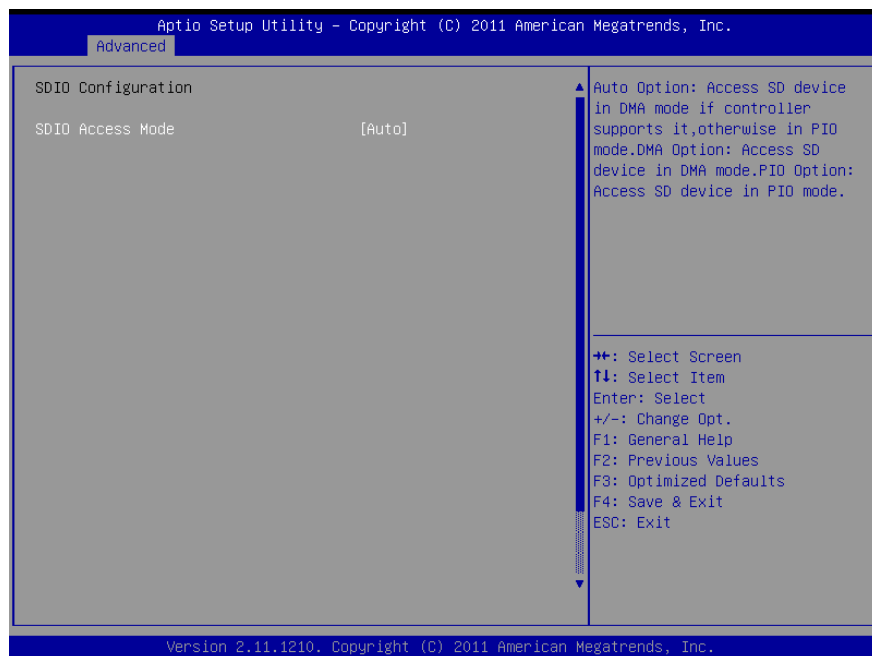 Aptio Setup Utility – Copyright (C) 2011 American Megatrends, Inc.
Advanced
SDIO Configuration
SDIO Access Mode [Auto]
Auto Option: Access SD device
in DMA mode if controller
supports it,otherwise in PIO
mode.DMA Option: Access SD
device in DMA mode.PIO Option:
Access SD device in PIO mode.
→←: Select Screen
↑↓: Select Item
Enter: Select
+/-: Change Opt.
F1: General Help
F2: Previous Values
F3: Optimized Defaults
F4: Save & Exit
ESC: Exit
Version 2.11.1210. Copyright (C) 2011 American Megatrends, Inc.